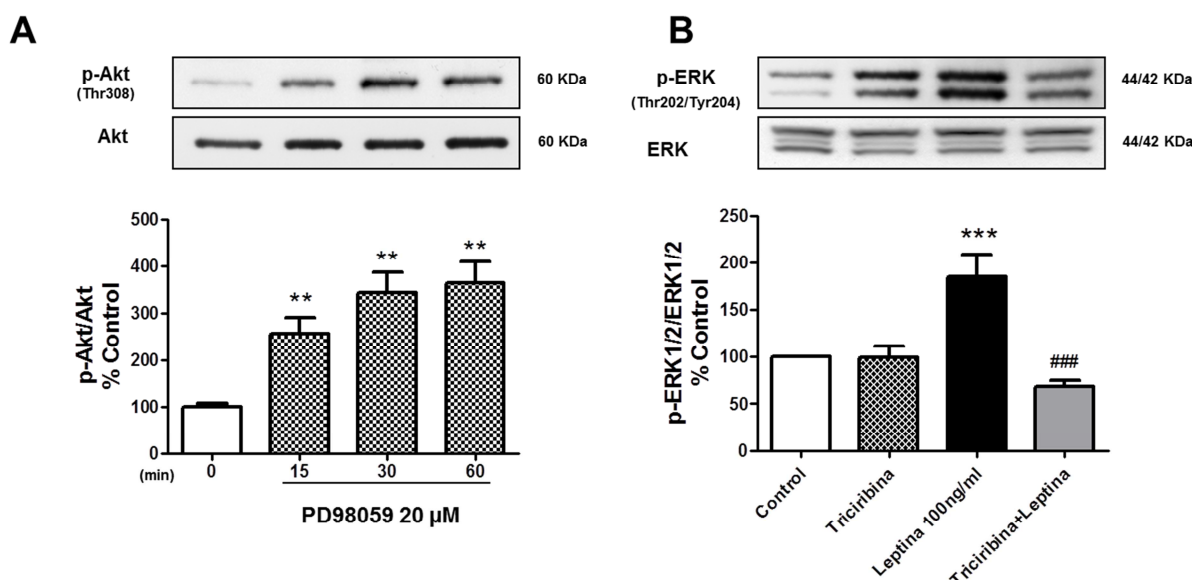 A
p-Akt
(Thr308)
60 KDa
Akt
60 KDa
p-Akt/Akt
% Control
500
400
300
200
100
0
**
**
**
(min)
0
15
30
60
PD98059 20 µM
B
p-ERK
(Thr202/Tyr204)
44/42 KDa
ERK
44/42 KDa
p-ERK1/2/ERK1/2
% Control
250
200
150
100
50
0
***
###
Control
Triciribina
Leptina 100ng/ml
Triciribina+Leptina